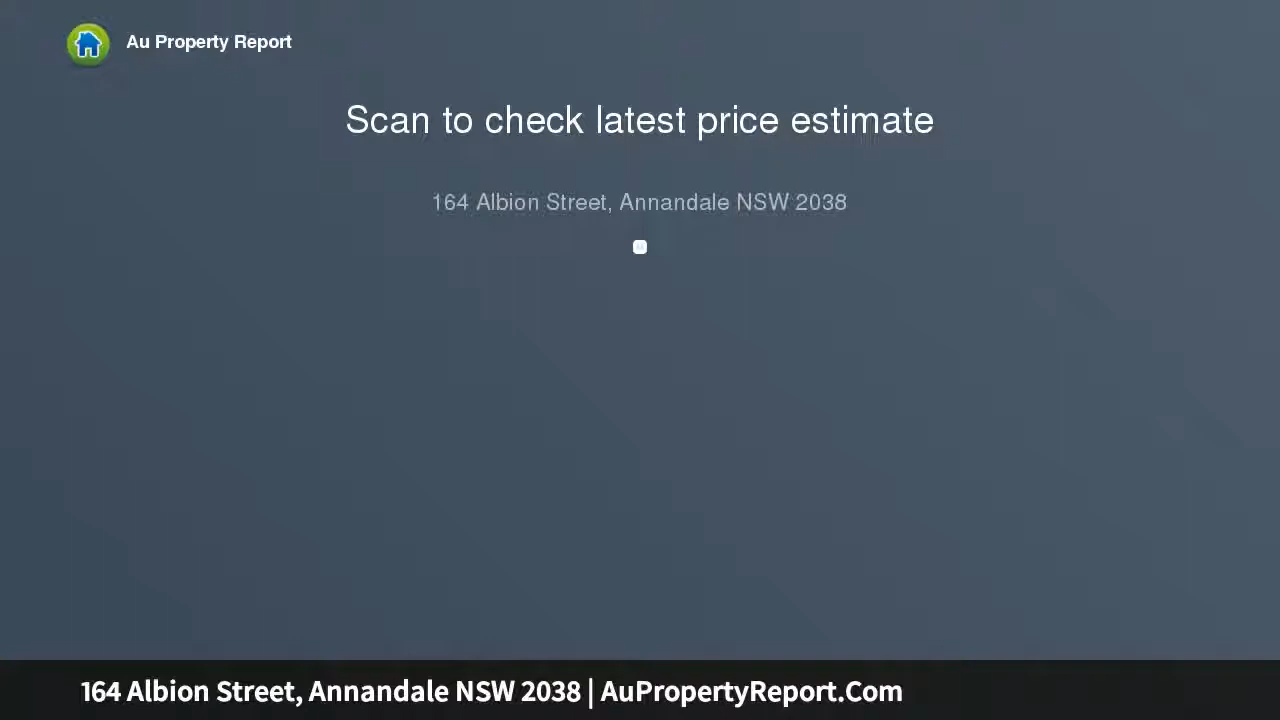 Au Property Report
Scan to check latest price estimate
164 Albion Street, Annandale NSW 2038
164 Albion Street, Annandale NSW 2038 | AuPropertyReport.Com